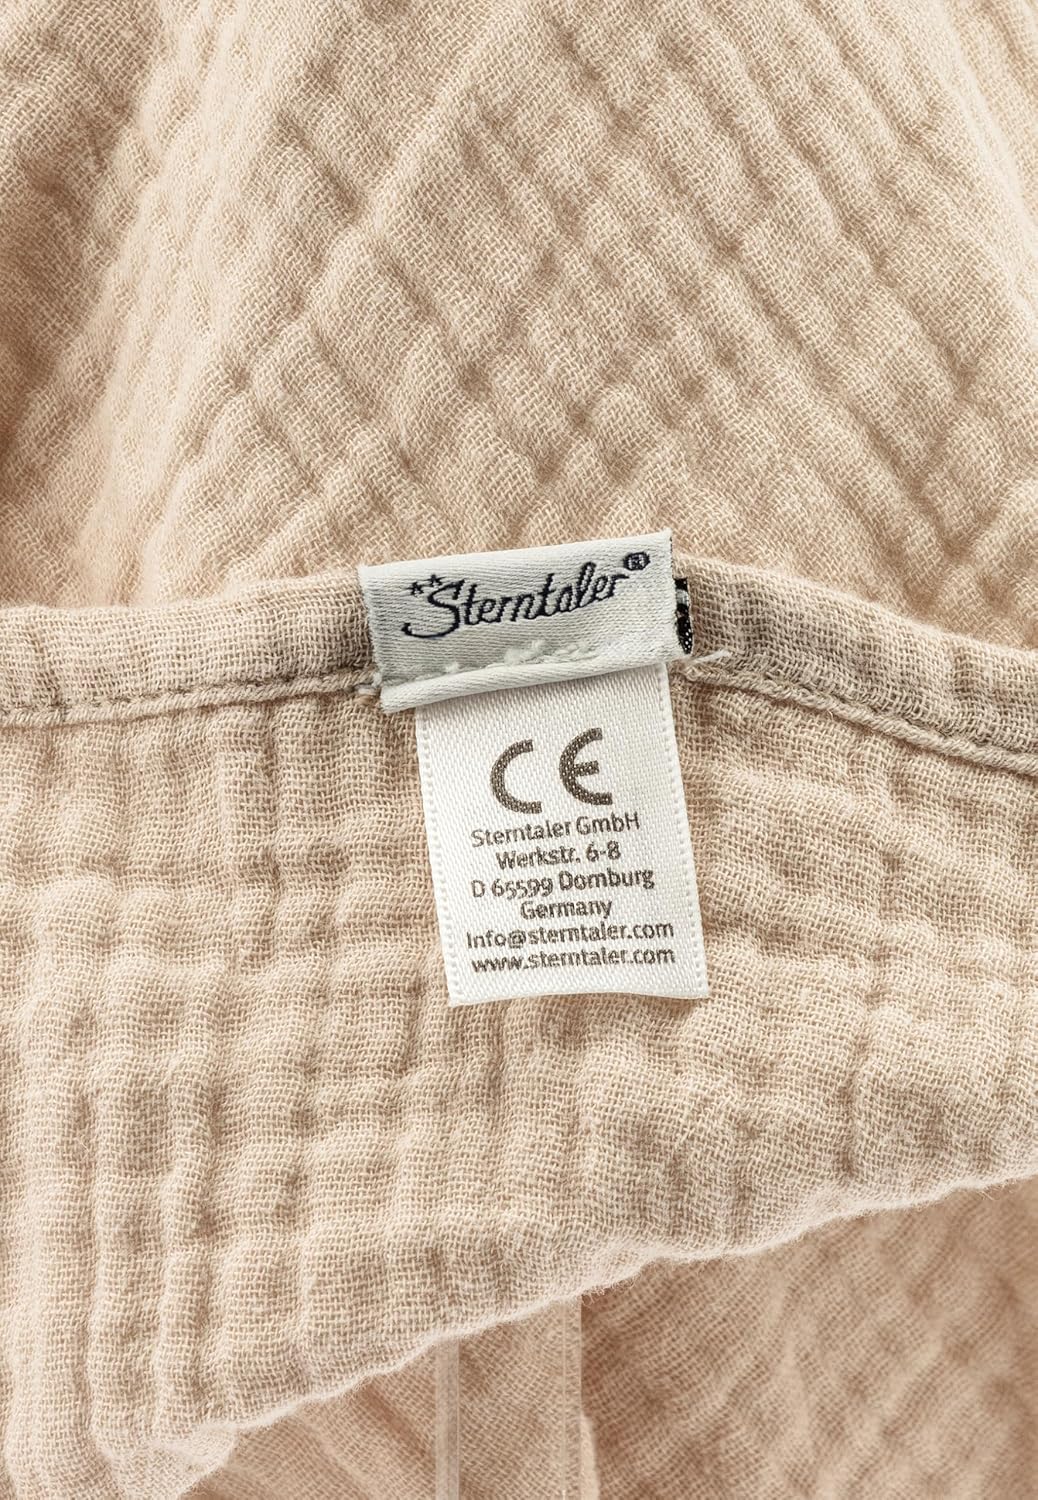 Sterntaler®
CE
Sterntaler GmbH
Werkstr. 6-8
D 65599 Dornburg
Germany
Info@sterntaler.com
www.sterntaler.com